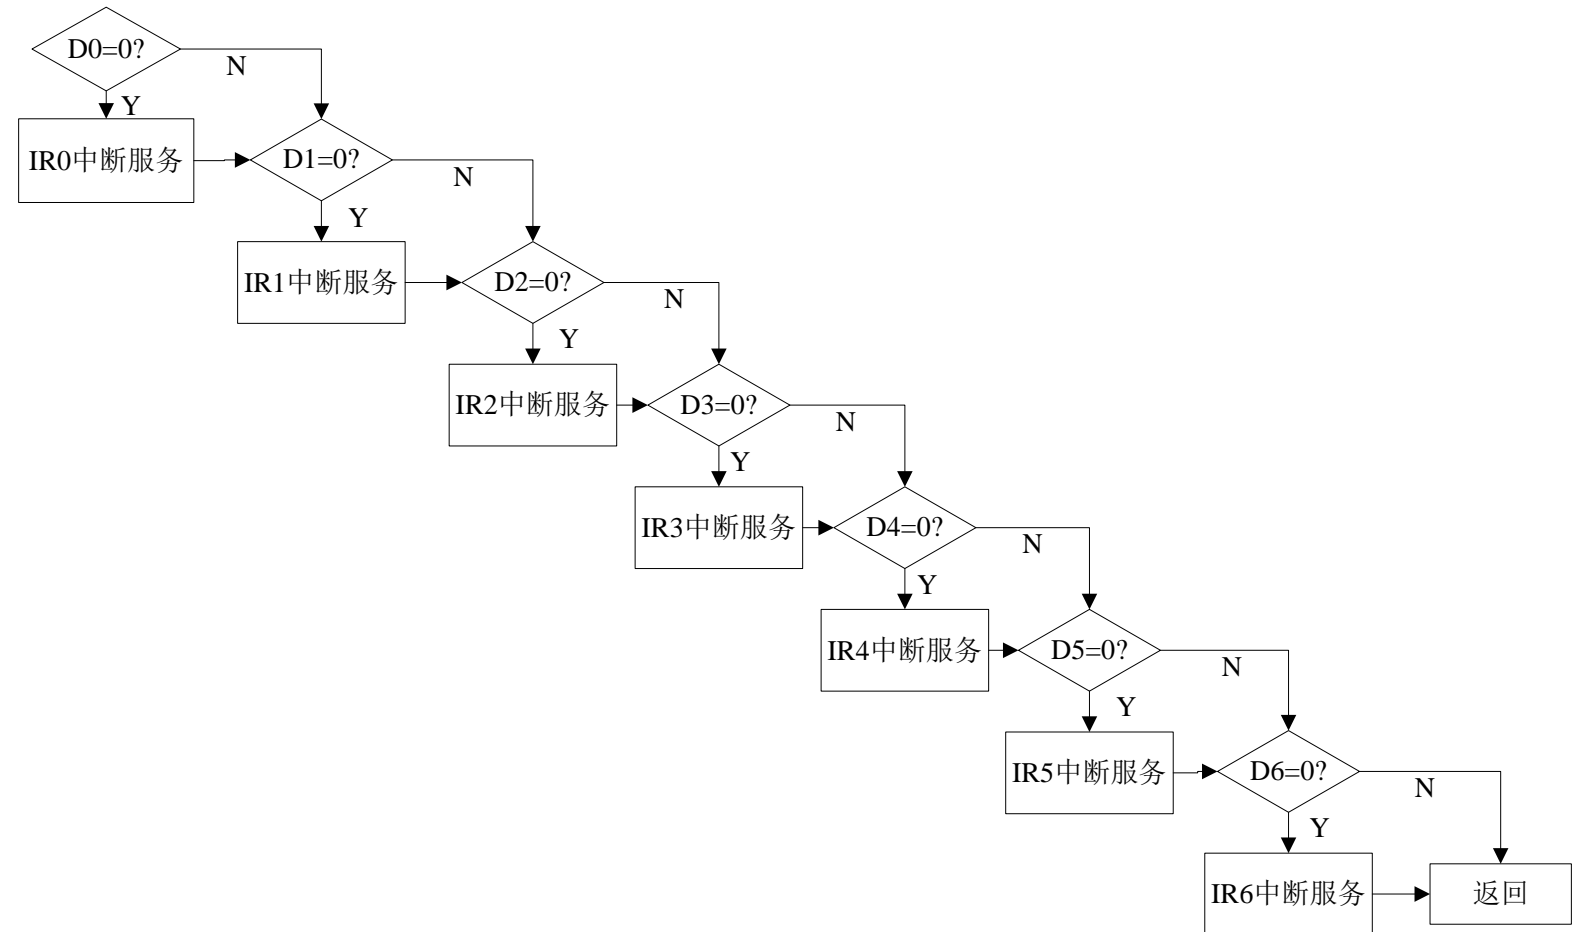 D0=0?
N
Y
IR0中断服务
D1=0?
N
Y
IR1中断服务
D2=0?
N
Y
IR2中断服务
D3=0?
N
Y
IR3中断服务
D4=0?
N
Y
IR4中断服务
D5=0?
N
Y
IR5中断服务
D6=0?
N
Y
IR6中断服务
返回